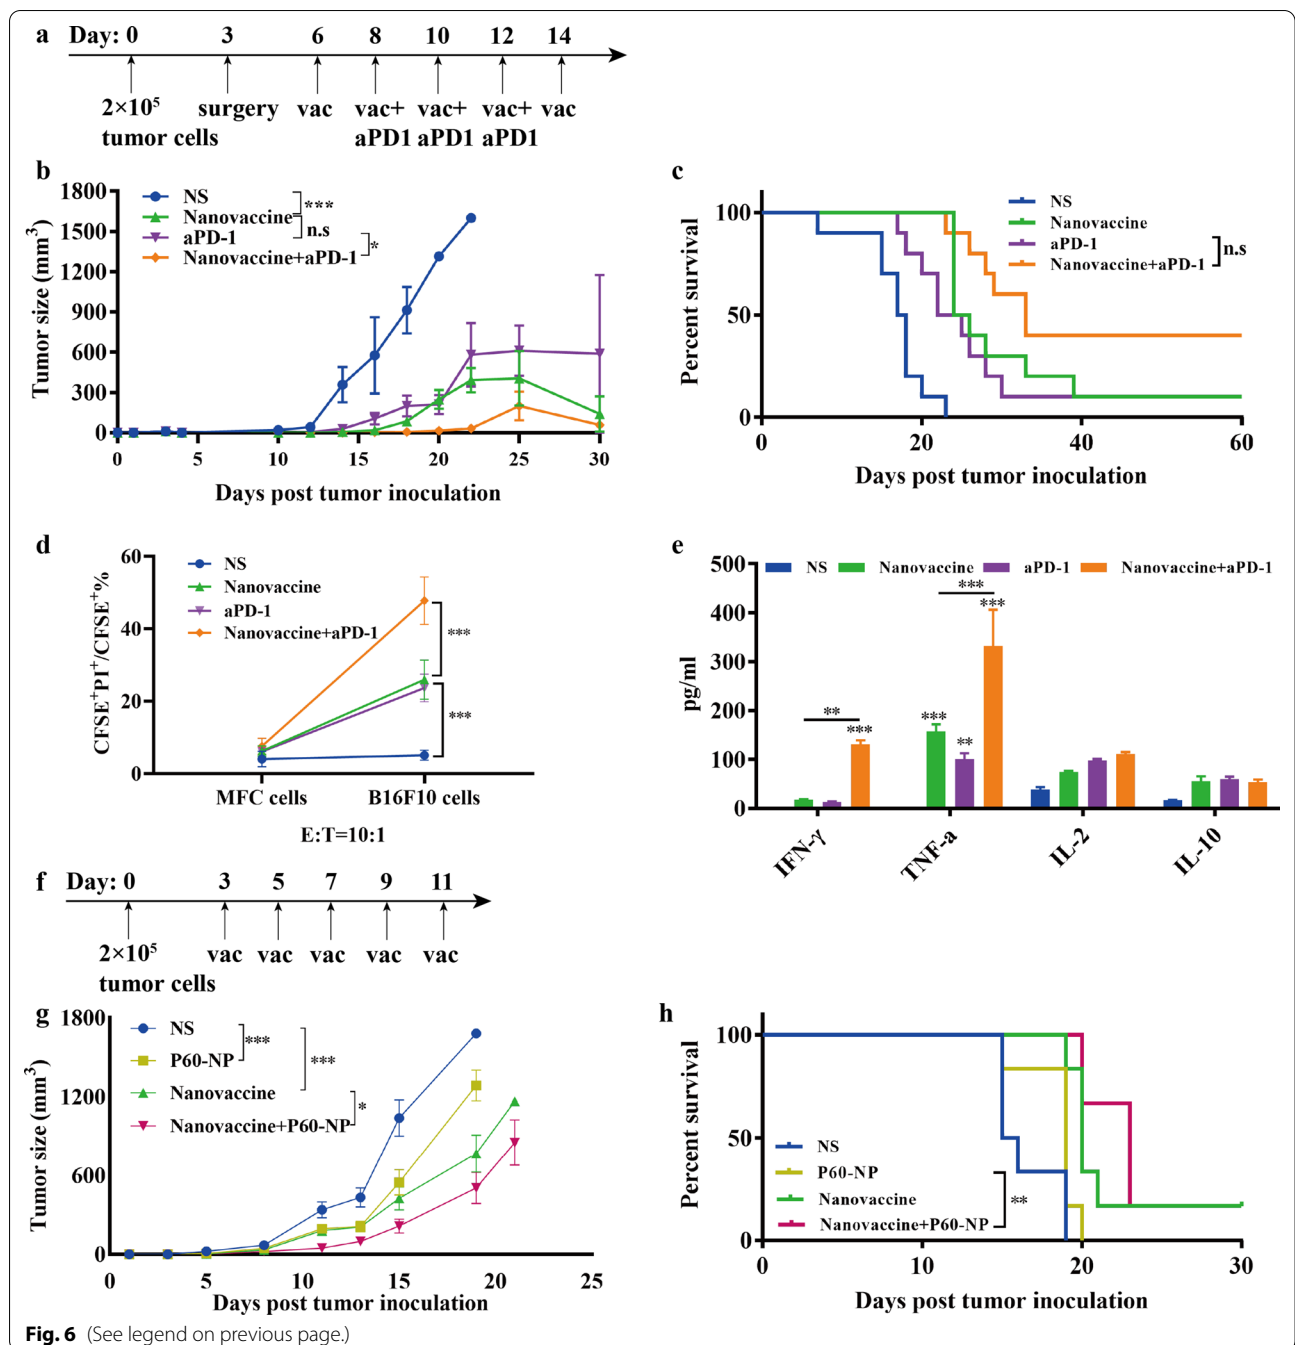 a Day: 0 3 6 8 10 12 14
2×10⁵ surgery vac vac+ vac+ vac+ vac
tumor cells aPD1 aPD1 aPD1
b
NS
Nanovaccine
aPD-1
Nanovaccine+aPD-1
***
n.s
*
Tumor size (mm³)
1800
1500
1200
900
600
300
0
0 5 10 15 20 25 30
Days post tumor inoculation
c
NS
Nanovaccine
aPD-1
Nanovaccine+aPD-1
n.s
Percent survival
100
50
0
0 20 40 60
Days post tumor inoculation
d
NS
Nanovaccine
aPD-1
Nanovaccine+aPD-1
***
***
CFSE⁺PI⁺/CFSE⁺%
60
40
20
0
MFC cells B16F10 cells
E:T=10:1
e
NS Nanovaccine aPD-1 Nanovaccine+aPD-1
pg/ml
500
400
300
200
100
0
** *** *** ** *** ***
IFN-γ TNF-a IL-2 IL-10
f Day: 0 3 5 7 9 11
2×10⁵ vac vac vac vac vac
tumor cells
g
NS
P60-NP
Nanovaccine
Nanovaccine+P60-NP
***
***
*
Tumor size (mm³)
1800
1200
600
0
0 5 10 15 20 25
Days post tumor inoculation
h
NS
P60-NP
Nanovaccine
Nanovaccine+P60-NP
**
Percent survival
100
50
0
0 10 20 30
Days post tumor inoculation
Fig. 6 (See legend on previous page.)